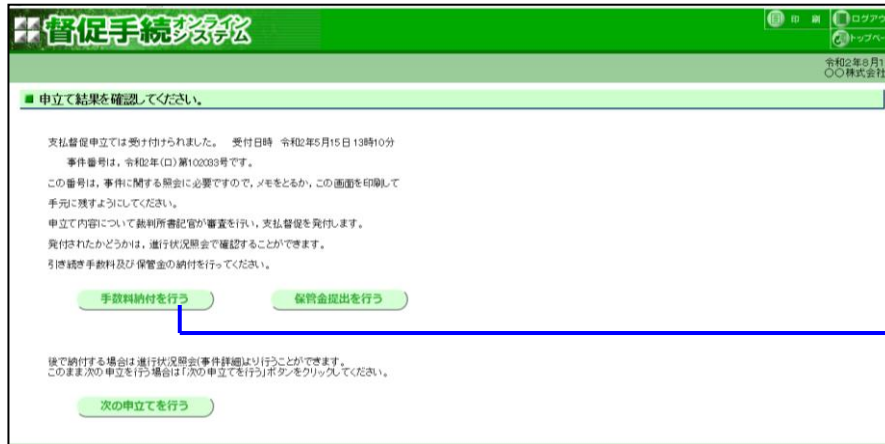 督促手続オンラインシステム
印 刷
ログアウ
トップペー
令和2年8月1
〇〇株式会社
■ 申立て結果を確認してください。
支払督促申立ては受け付けられました。 受付日時 令和2年5月15日13時10分
事件番号は，令和2年(ロ)第102033号です。
この番号は，事件に関する照会に必要ですので，メモをとるか，この画面を印刷して
手元に残すようにしてください。
申立て内容について裁判所書記官が審査を行い，支払督促を発付します。
発付されたかどうかは，進行状況照会で確認することができます。
引き続き手数料及び保管金の納付を行ってください。
手数料納付を行う
保管金提出を行う
後で納付する場合は進行状況照会(事件詳細)より行うことができます。
このまま次の申立を行う場合は「次の申立てを行う」ボタンをクリックしてください。
次の申立てを行う